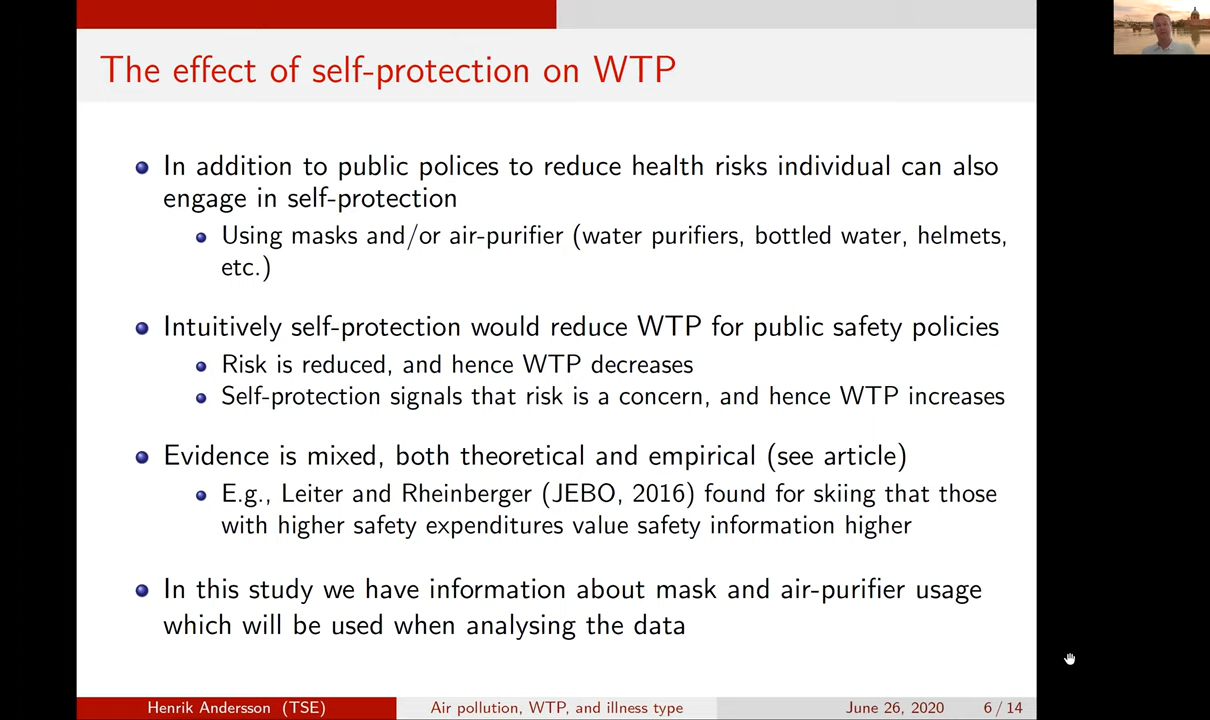 The effect of self-protection on WTP
In addition to public polices to reduce health risks individual can also
engage in self-protection
Using masks and/or air-purifier (water purifiers, bottled water, helmets,
etc.)
Intuitively self-protection would reduce WTP for public safety policies
Risk is reduced, and hence WTP decreases
Self-protection signals that risk is a concern, and hence WTP increases
Evidence is mixed, both theoretical and empirical (see article)
E.g., Leiter and Rheinberger (JEBO, 2016) found for skiing that those
with higher safety expenditures value safety information higher
In this study we have information about mask and air-purifier usage
which will be used when analysing the data
Henrik Andersson (TSE) Air pollution, WTP, and illness type June 26, 2020 6 / 14